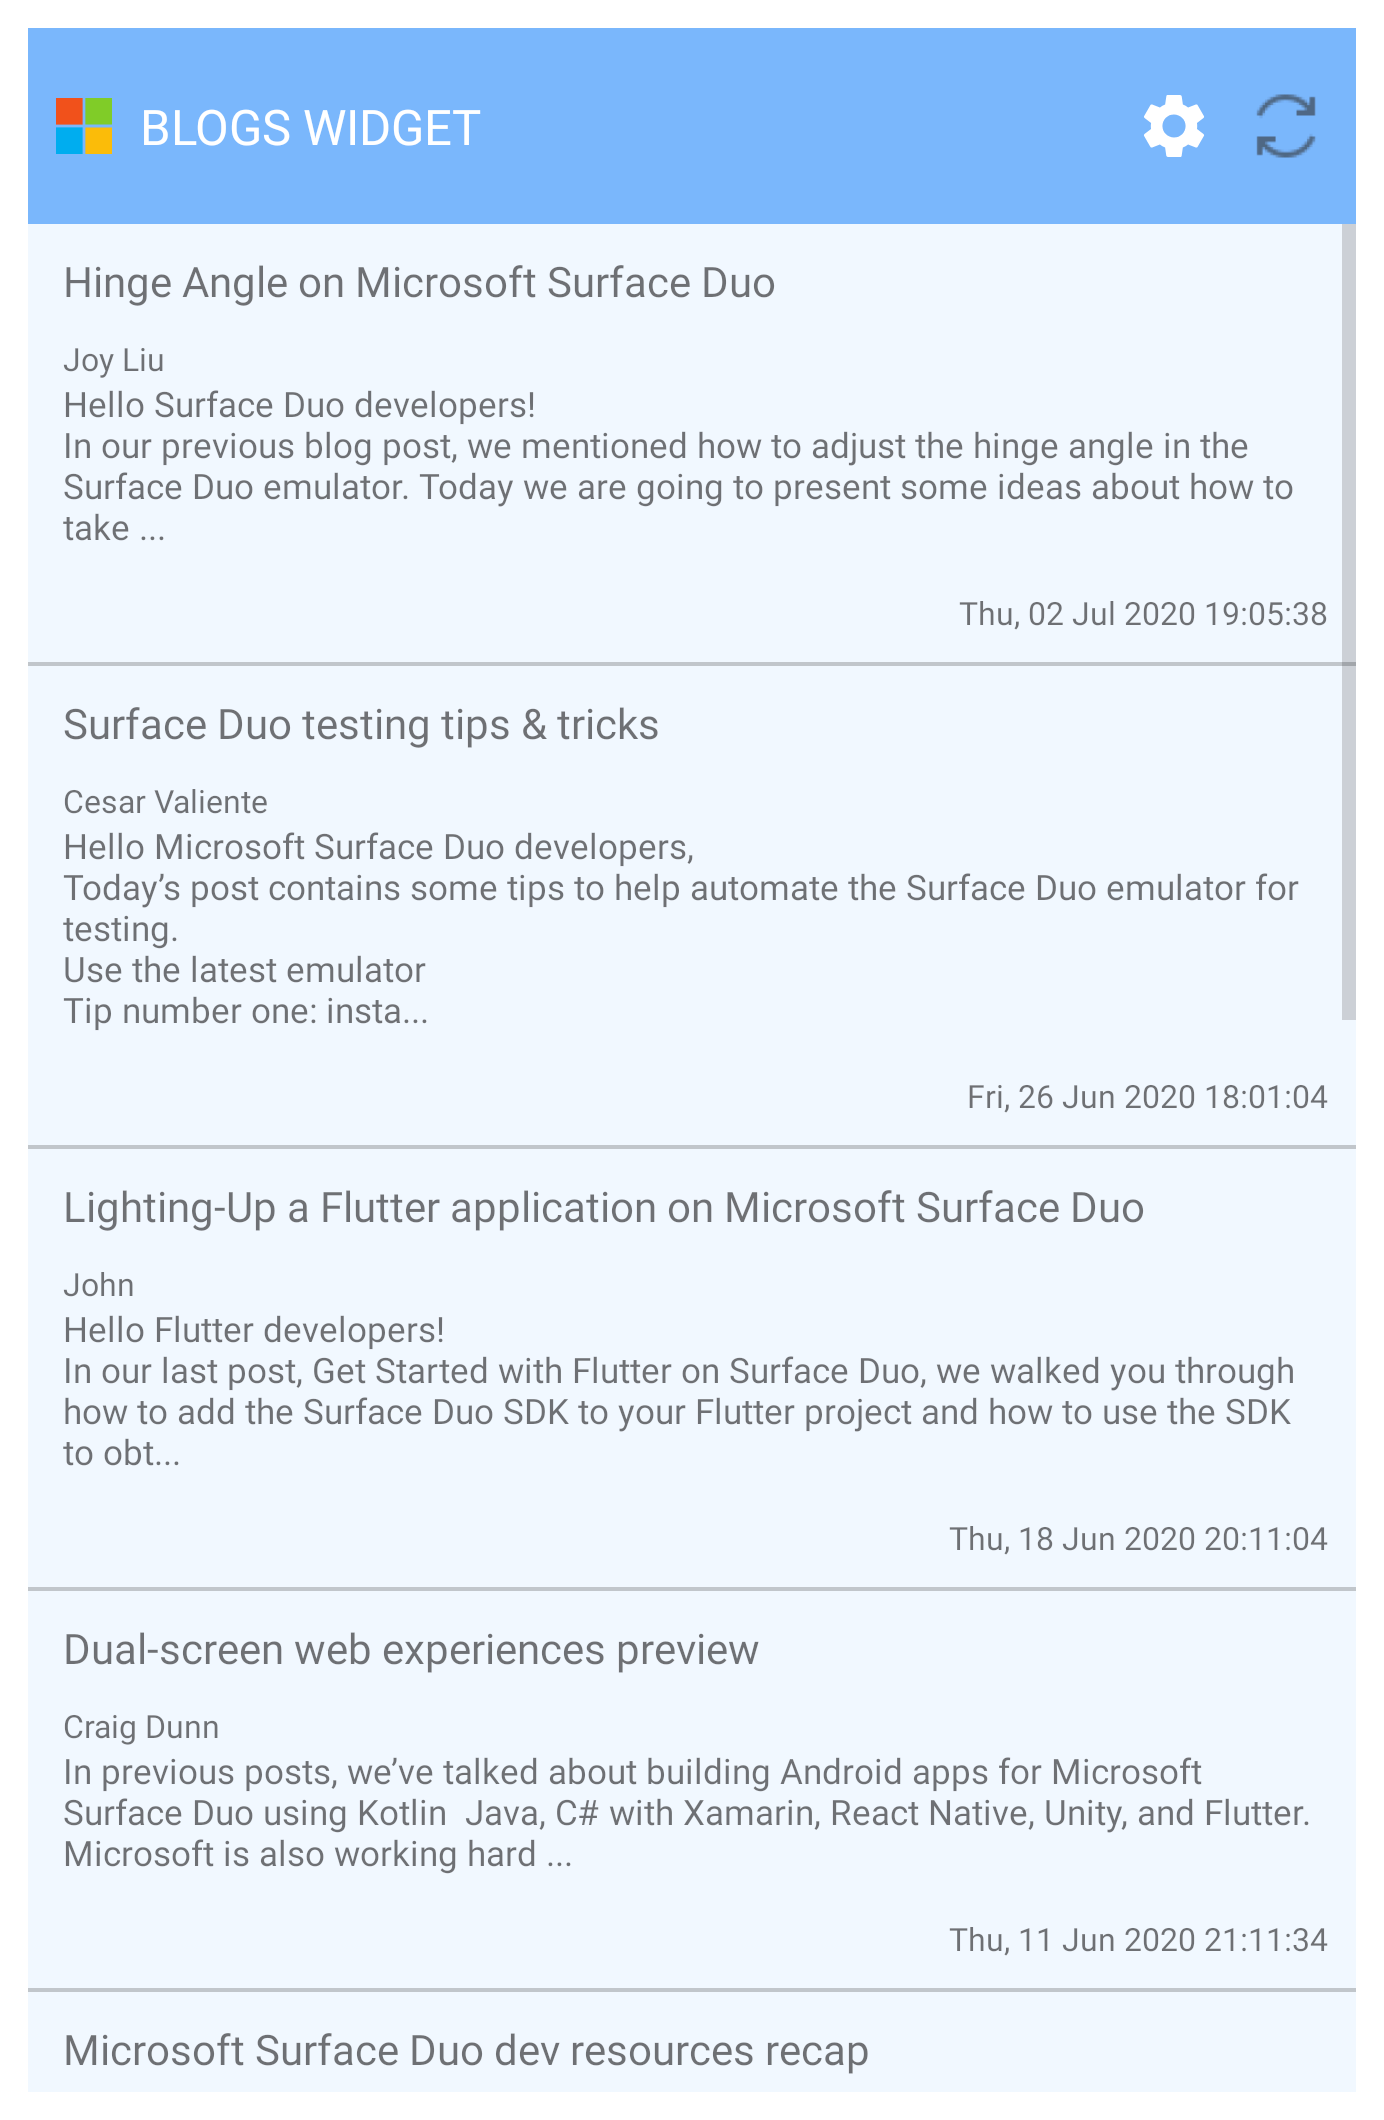 BLOGS WIDGET
Hinge Angle on Microsoft Surface Duo
Joy Liu
Hello Surface Duo developers!
In our previous blog post, we mentioned how to adjust the hinge angle in the
Surface Duo emulator. Today we are going to present some ideas about how to
take ...
Thu, 02 Jul 2020 19:05:38
Surface Duo testing tips & tricks
Cesar Valiente
Hello Microsoft Surface Duo developers,
Today’s post contains some tips to help automate the Surface Duo emulator for
testing.
Use the latest emulator
Tip number one: insta...
Fri, 26 Jun 2020 18:01:04
Lighting-Up a Flutter application on Microsoft Surface Duo
John
Hello Flutter developers!
In our last post, Get Started with Flutter on Surface Duo, we walked you through
how to add the Surface Duo SDK to your Flutter project and how to use the SDK
to obt...
Thu, 18 Jun 2020 20:11:04
Dual-screen web experiences preview
Craig Dunn
In previous posts, we’ve talked about building Android apps for Microsoft
Surface Duo using Kotlin  Java, C# with Xamarin, React Native, Unity, and Flutter.
Microsoft is also working hard ...
Thu, 11 Jun 2020 21:11:34
Microsoft Surface Duo dev resources recap